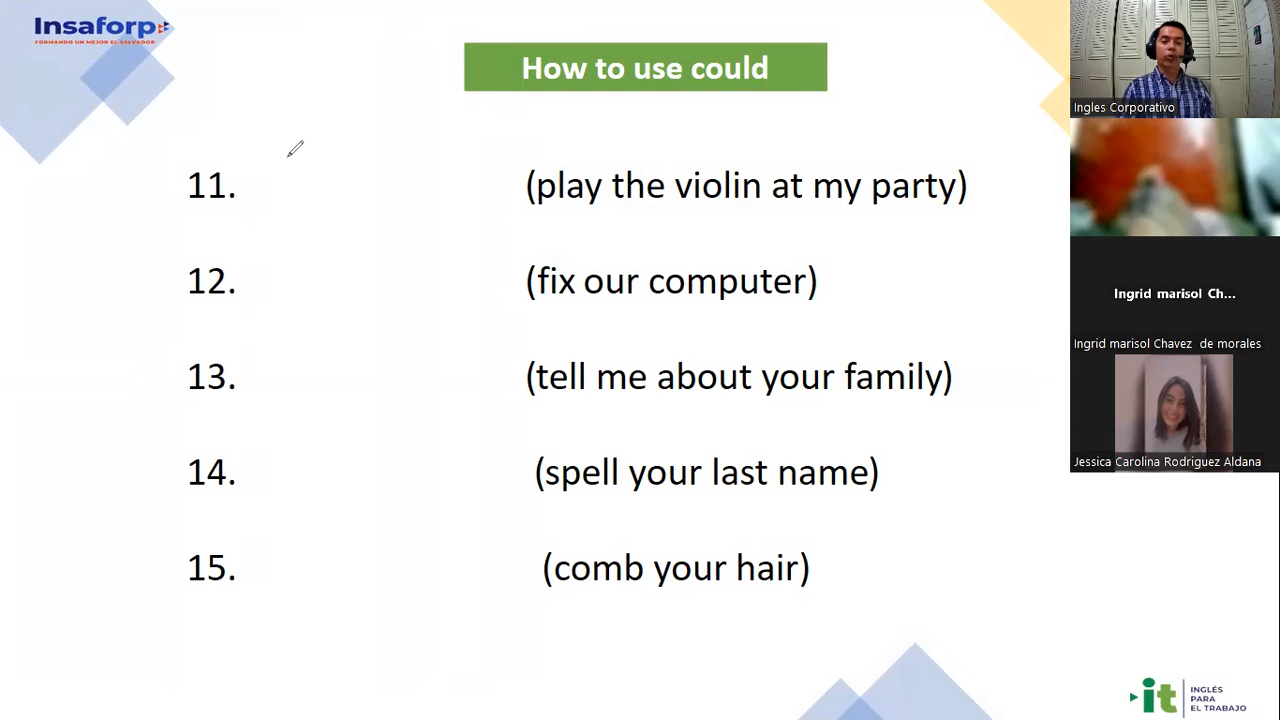 Insaforp
FORMANDO UN MEJOR EL SALVADOR
How to use could
11. (play the violin at my party)
12. (fix our computer)
13. (tell me about your family)
14. (spell your last name)
15. (comb your hair)
Ingles Corporativo
Ingrid marisol Ch...
Ingrid marisol Chavez de morales
Jessica Carolina Rodriguez Aldana
it
INGLÉS
PARA
EL TRABAJO